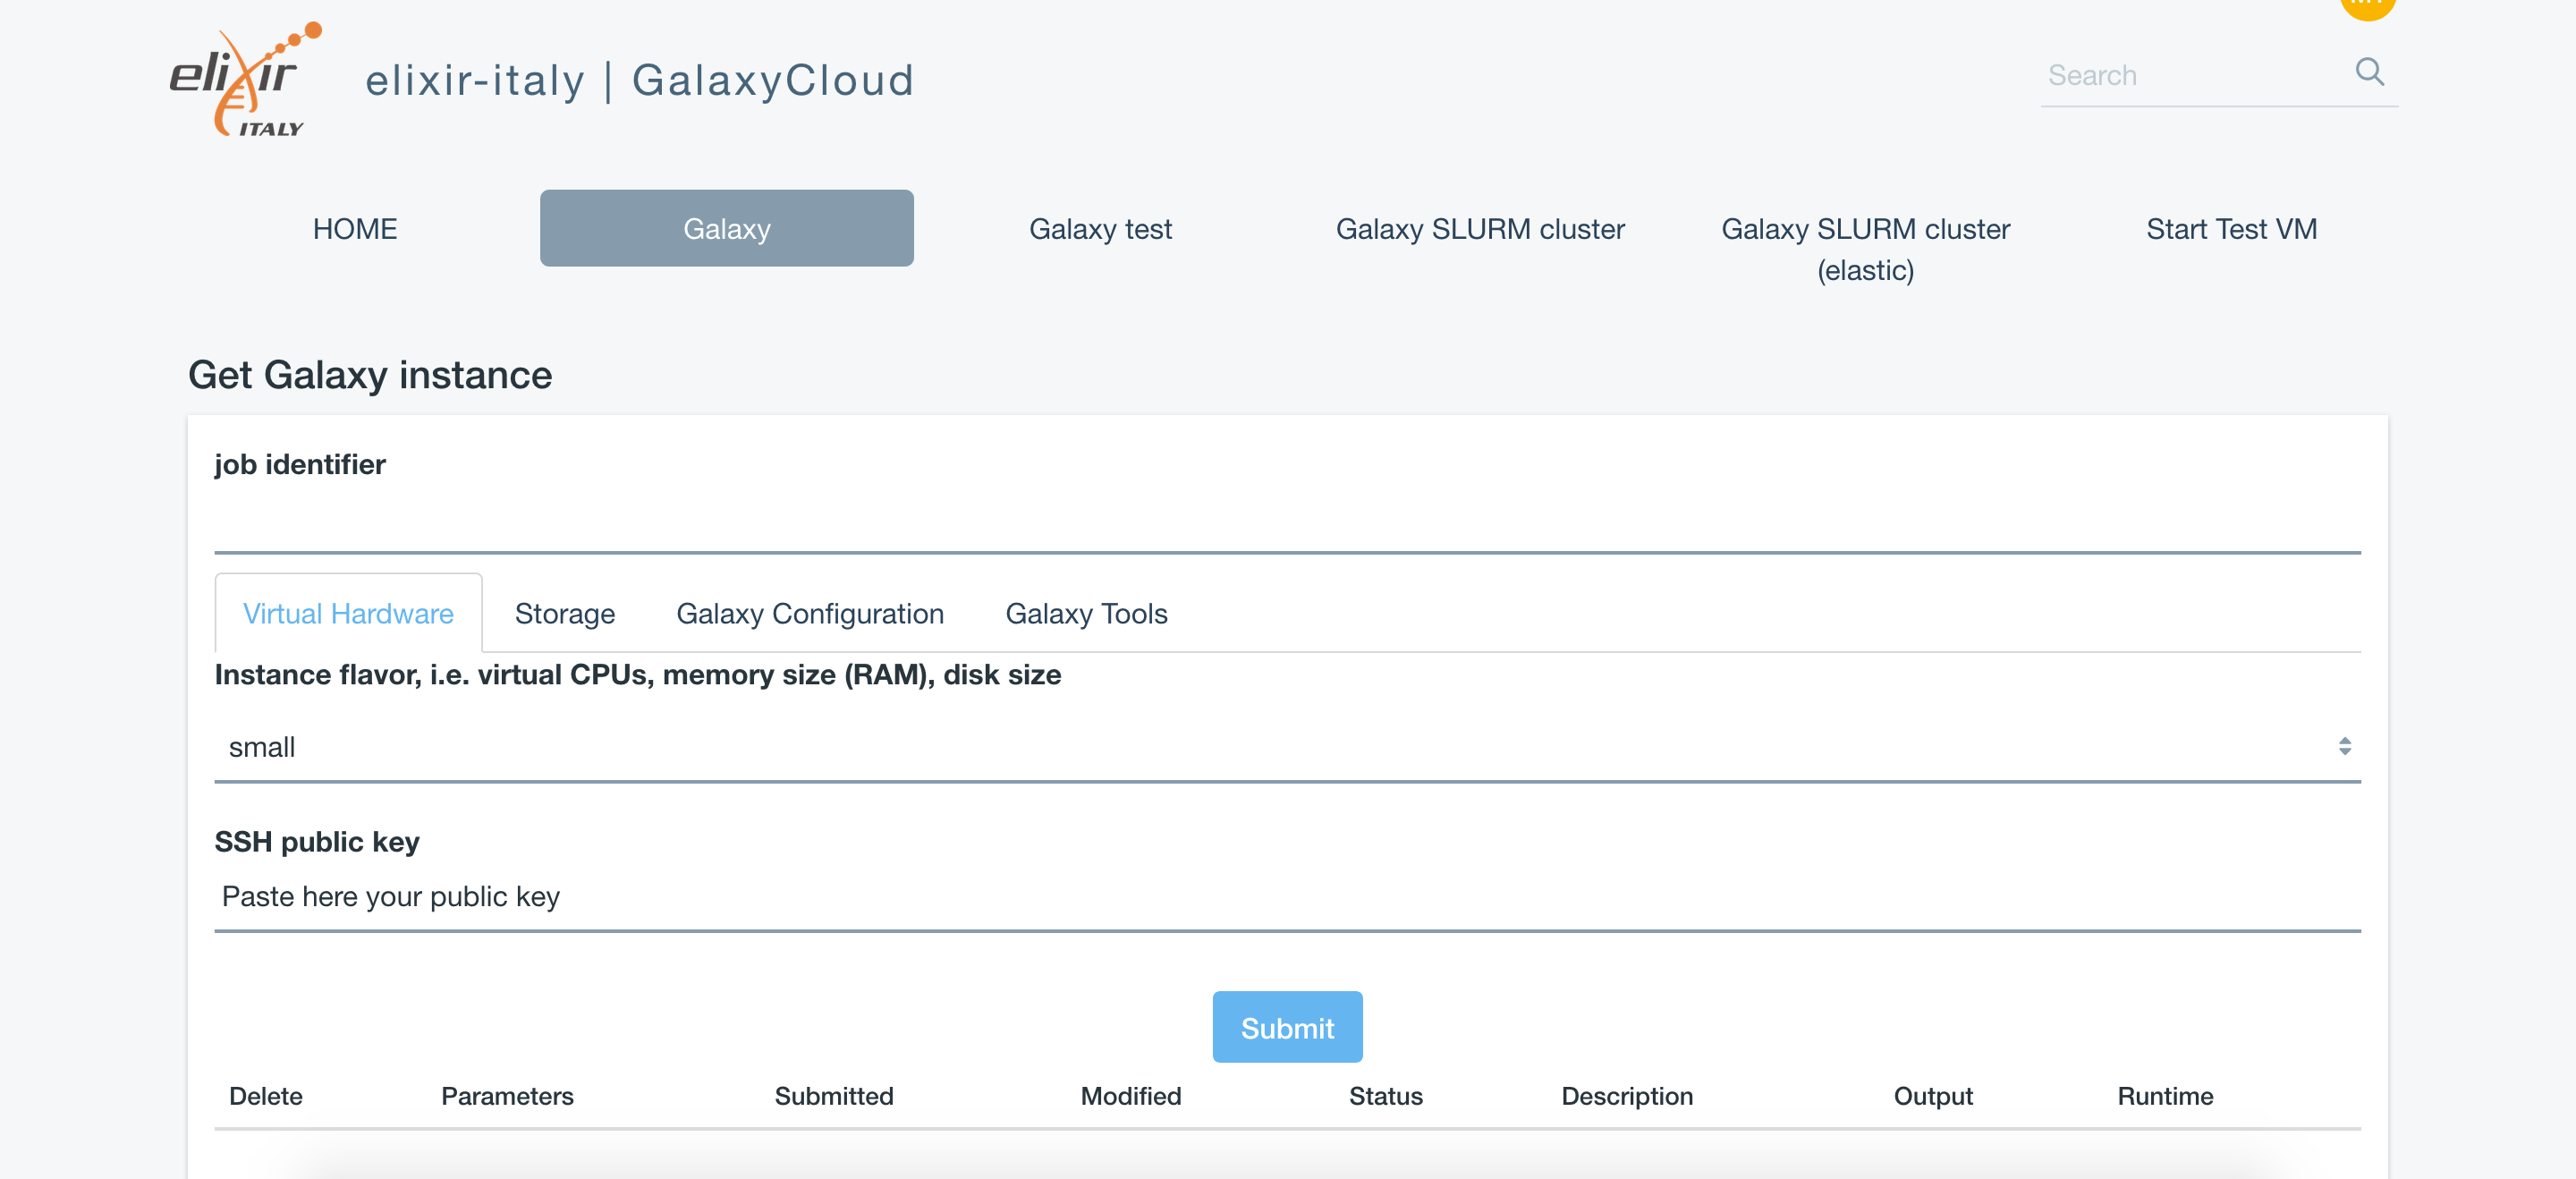 elixir
ITALY
elixir-italy | GalaxyCloud
Search
HOME
Galaxy
Galaxy test
Galaxy SLURM cluster
Galaxy SLURM cluster
(elastic)
Start Test VM
Get Galaxy instance
job identifier
Virtual Hardware
Storage
Galaxy Configuration
Galaxy Tools
Instance flavor, i.e. virtual CPUs, memory size (RAM), disk size
small
SSH public key
Paste here your public key
Submit
Delete
Parameters
Submitted
Modified
Status
Description
Output
Runtime